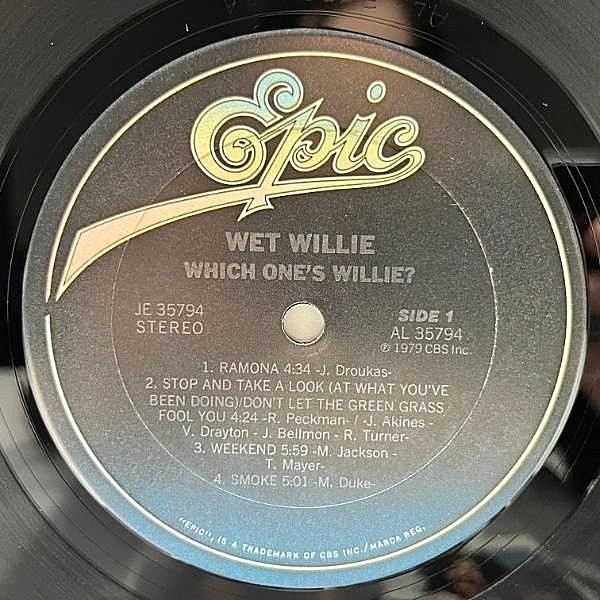 Epic
WET WILLIE
WHICH ONE'S WILLIE?
JE 35794
STEREO
SIDE 1
AL 35794
℗ 1979 CBS Inc.
1. RAMONA 4:34 -J. Droukas-
2. STOP AND TAKE A LOOK (AT WHAT YOU'VE
BEEN DOING)/DON'T LET THE GREEN GRASS
FOOL YOU 4:24 -R. Peckman- / -J. Akines -
V. Drayton - J. Bellmon - R. Turner-
3. WEEKEND 5:59 -M. Jackson -
T. Mayer-
4. SMOKE 5:01 -M. Duke-
"EPIC", IS A TRADEMARK OF CBS INC./MARCA REG.